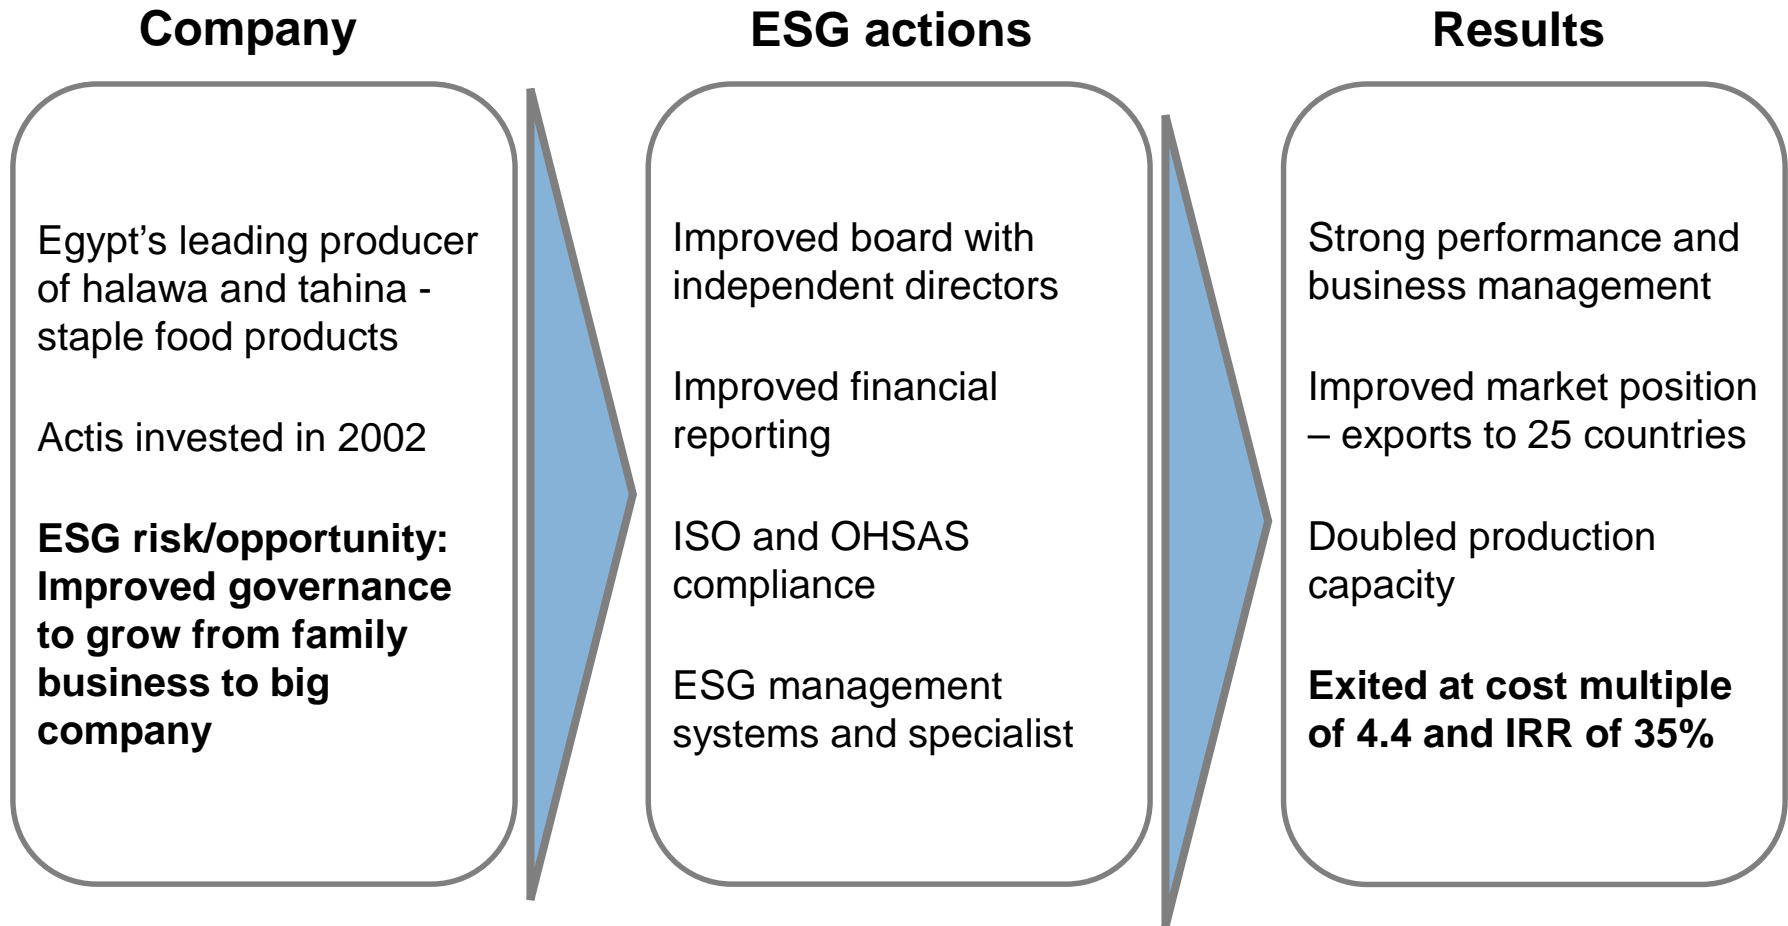 Company
Egypt’s leading producer
of halawa and tahina -
staple food products
Actis invested in 2002
ESG risk/opportunity:
Improved governance
to grow from family
business to big
company
ESG actions
Improved board with
independent directors
Improved financial
reporting
ISO and OHSAS
compliance
ESG management
systems and specialist
Results
Strong performance and
business management
Improved market position
– exports to 25 countries
Doubled production
capacity
Exited at cost multiple
of 4.4 and IRR of 35%